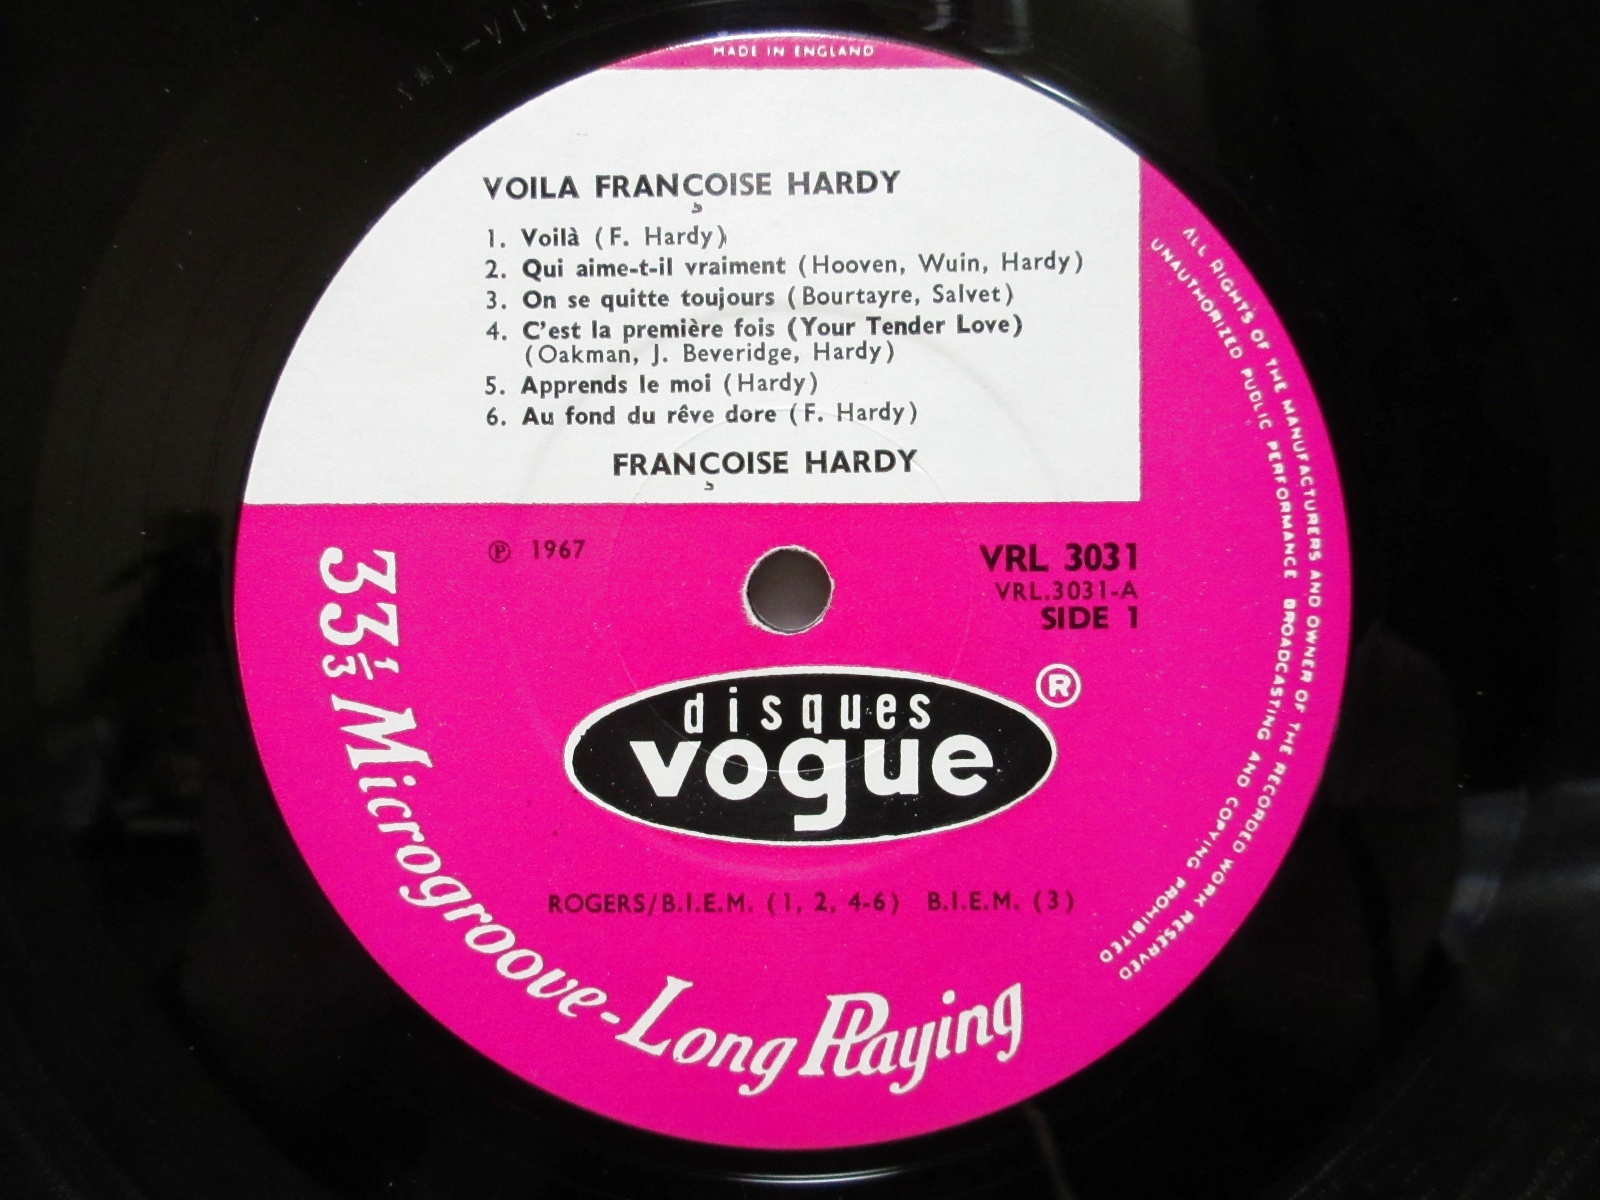 MADE IN ENGLAND
VOILA FRANÇOISE HARDY
1. Voilà (F. Hardy)
2. Qui aime-t-il vraiment (Hooven, Wuin, Hardy)
3. On se quitte toujours (Bourtayre, Salvet)
4. C'est la première fois (Your Tender Love)
(Oakman, J. Beveridge, Hardy)
5. Apprends le moi (Hardy)
6. Au fond du rêve dore (F. Hardy)
FRANÇOISE HARDY
℗ 1967
VRL 3031
VRL.3031-A
SIDE 1
disques
vogue
®
ROGERS/B.I.E.M. (1, 2, 4-6) B.I.E.M. (3)
33⅓ Microgroove-Long Playing
ALL RIGHTS OF THE MANUFACTURERS AND OWNER OF THE RECORDED WORK RESERVED
UNAUTHORIZED PUBLIC PERFORMANCE BROADCASTING AND COPYING PROHIBITED